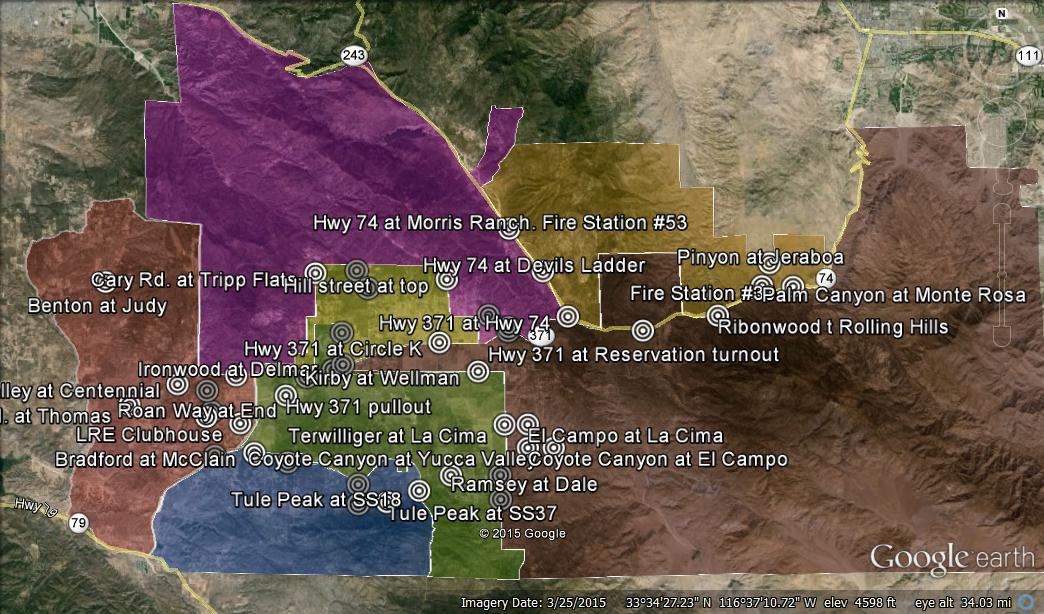 N
243
111
Hwy 74 at Morris Ranch. Fire Station #53
Pinyon at Jeraboa
Hwy 74 at Devils Ladder
Cary Rd. at Tripp Flats
Hill street at top
74
Fire Station #3
Palm Canyon at Monte Rosa
Benton at Judy
Hwy 371 at Hwy 74
Ribonwood t Rolling Hills
371
Hwy 371 at Circle K
Hwy 371 at Reservation turnout
Ironwood at Delmar
Kirby at Wellman
lley at Centennial
Roan Way at End
Hwy 371 pullout
l. at Thomas
LRE Clubhouse
Terwilliger at La Cima
El Campo at La Cima
Bradford at McClain
Coyote Canyon at Yucca Valley
Coyote Canyon at El Campo
Ramsey at Dale
Tule Peak at SS18
Hwy 79
Tule Peak at SS37
79
© 2015 Google
Google earth
Imagery Date: 3/25/2015 33°34'27.23" N 116°37'10.72" W elev 4598 ft eye alt 34.03 mi